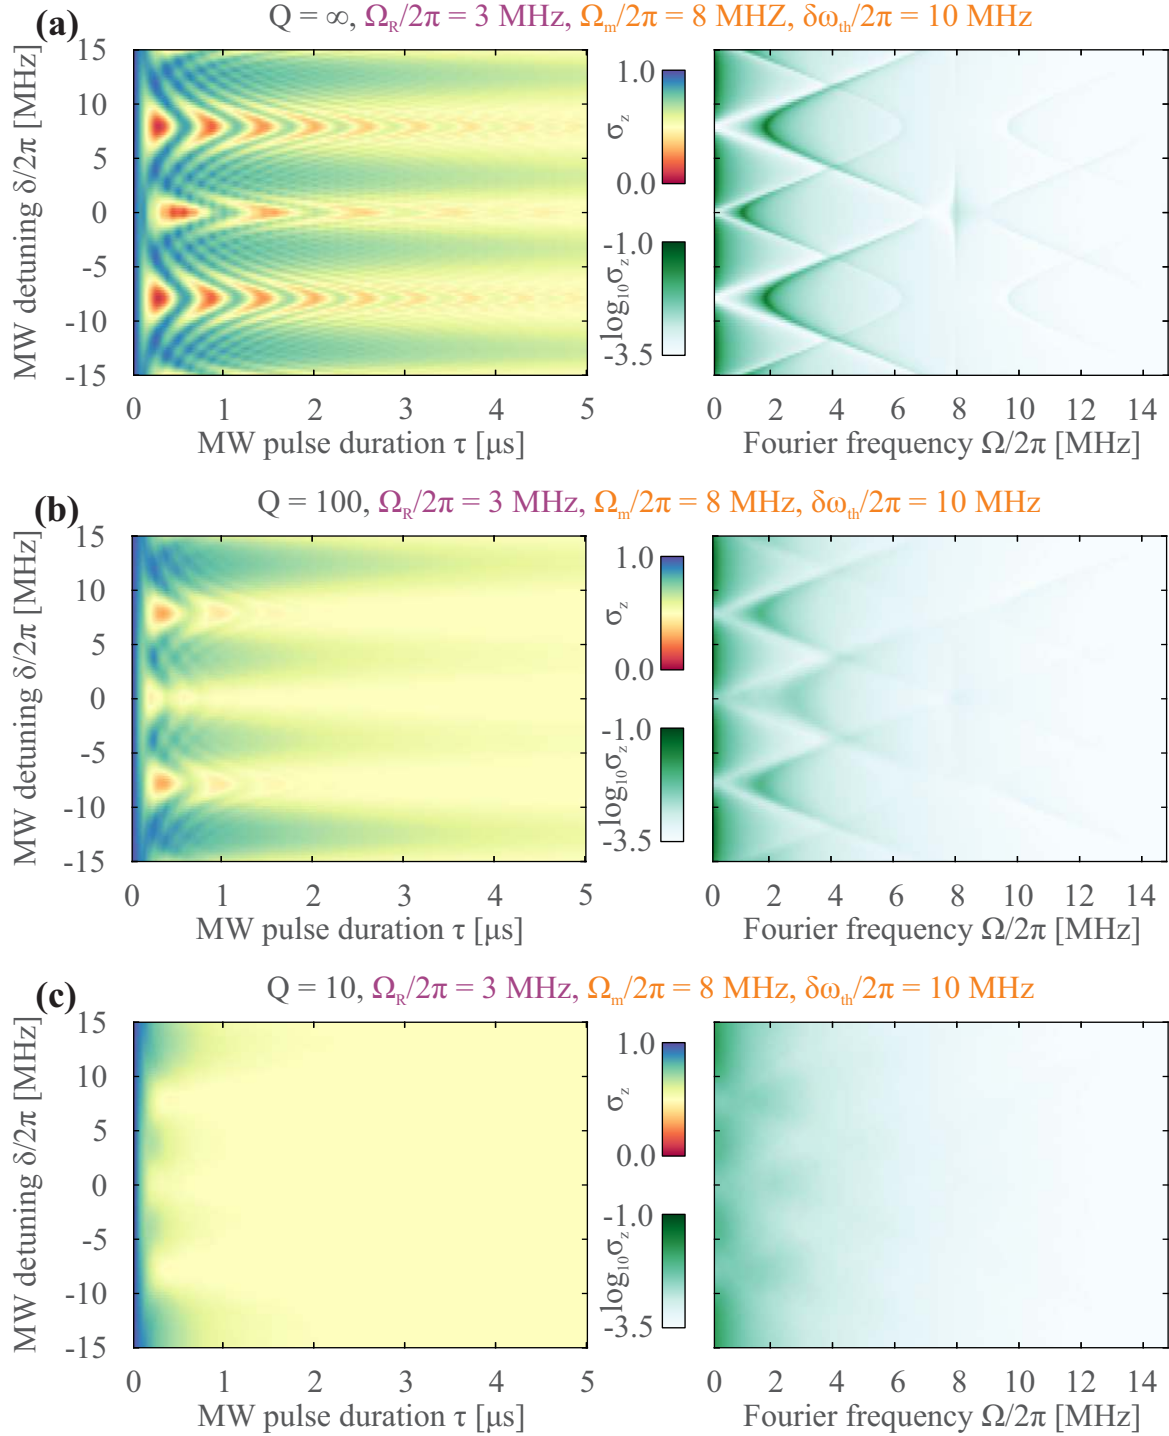 (a) Q = ∞, Ω_R/2π = 3 MHz, Ω_m/2π = 8 MHZ, δω_th/2π = 10 MHz
MW detuning δ/2π [MHz]
15
10
5
0
-5
-10
-15
0 1 2 3 4 5
MW pulse duration τ [μs]
1.0
σ_z
0.0
-1.0
log₁₀σ_z
-3.5
0 2 4 6 8 10 12 14
Fourier frequency Ω/2π [MHz]
(b) Q = 100, Ω_R/2π = 3 MHz, Ω_m/2π = 8 MHz, δω_th/2π = 10 MHz
MW detuning δ/2π [MHz]
15
10
5
0
-5
-10
-15
0 1 2 3 4 5
MW pulse duration τ [μs]
1.0
σ_z
0.0
-1.0
log₁₀σ_z
-3.5
0 2 4 6 8 10 12 14
Fourier frequency Ω/2π [MHz]
(c) Q = 10, Ω_R/2π = 3 MHz, Ω_m/2π = 8 MHz, δω_th/2π = 10 MHz
MW detuning δ/2π [MHz]
15
10
5
0
-5
-10
-15
0 1 2 3 4 5
MW pulse duration τ [μs]
1.0
σ_z
0.0
-1.0
log₁₀σ_z
-3.5
0 2 4 6 8 10 12 14
Fourier frequency Ω/2π [MHz]